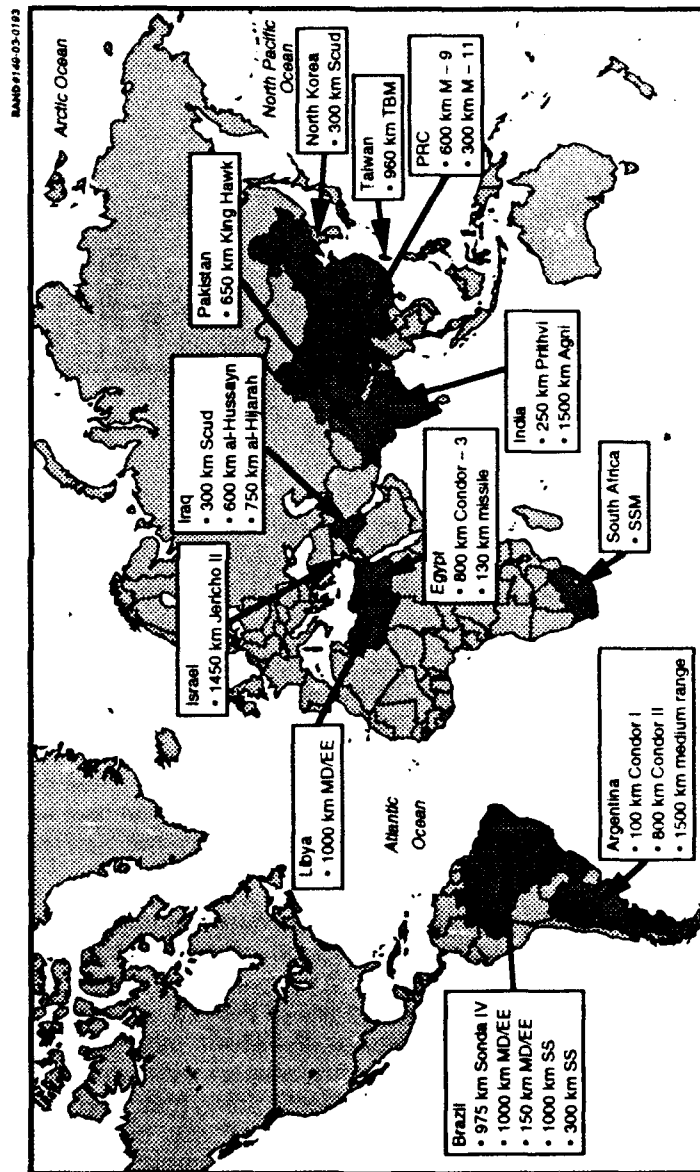 RAND#146-03-0193
Arctic Ocean
North Pacific
Ocean
Pakistan
• 650 km King Hawk
North Korea
• 300 km Scud
Iraq
• 300 km Scud
• 600 km al-Hussayn
• 750 km al-Hijarah
Taiwan
• 960 km TBM
Israel
• 1450 km Jericho II
PRC
• 600 km M – 9
• 300 km M – 11
Libya
• 1000 km MD/EE
Atlantic
Ocean
Egypt
• 800 km Condor – 3
• 130 km missile
India
• 250 km Prithvi
• 1500 km Agni
Brazil
• 975 km Sonda IV
• 1000 km MD/EE
• 150 km MD/EE
• 1000 km SS
• 300 km SS
Argentina
• 100 km Condor I
• 800 km Condor II
• 1500 km medium range
South Africa
• SSM